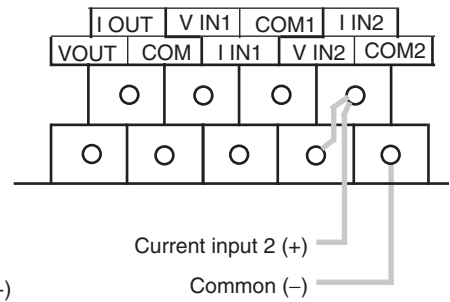 I OUT V IN1 COM1 I IN2
VOUT COM I IN1 V IN2 COM2
Current input 2 (+)
Common (−)